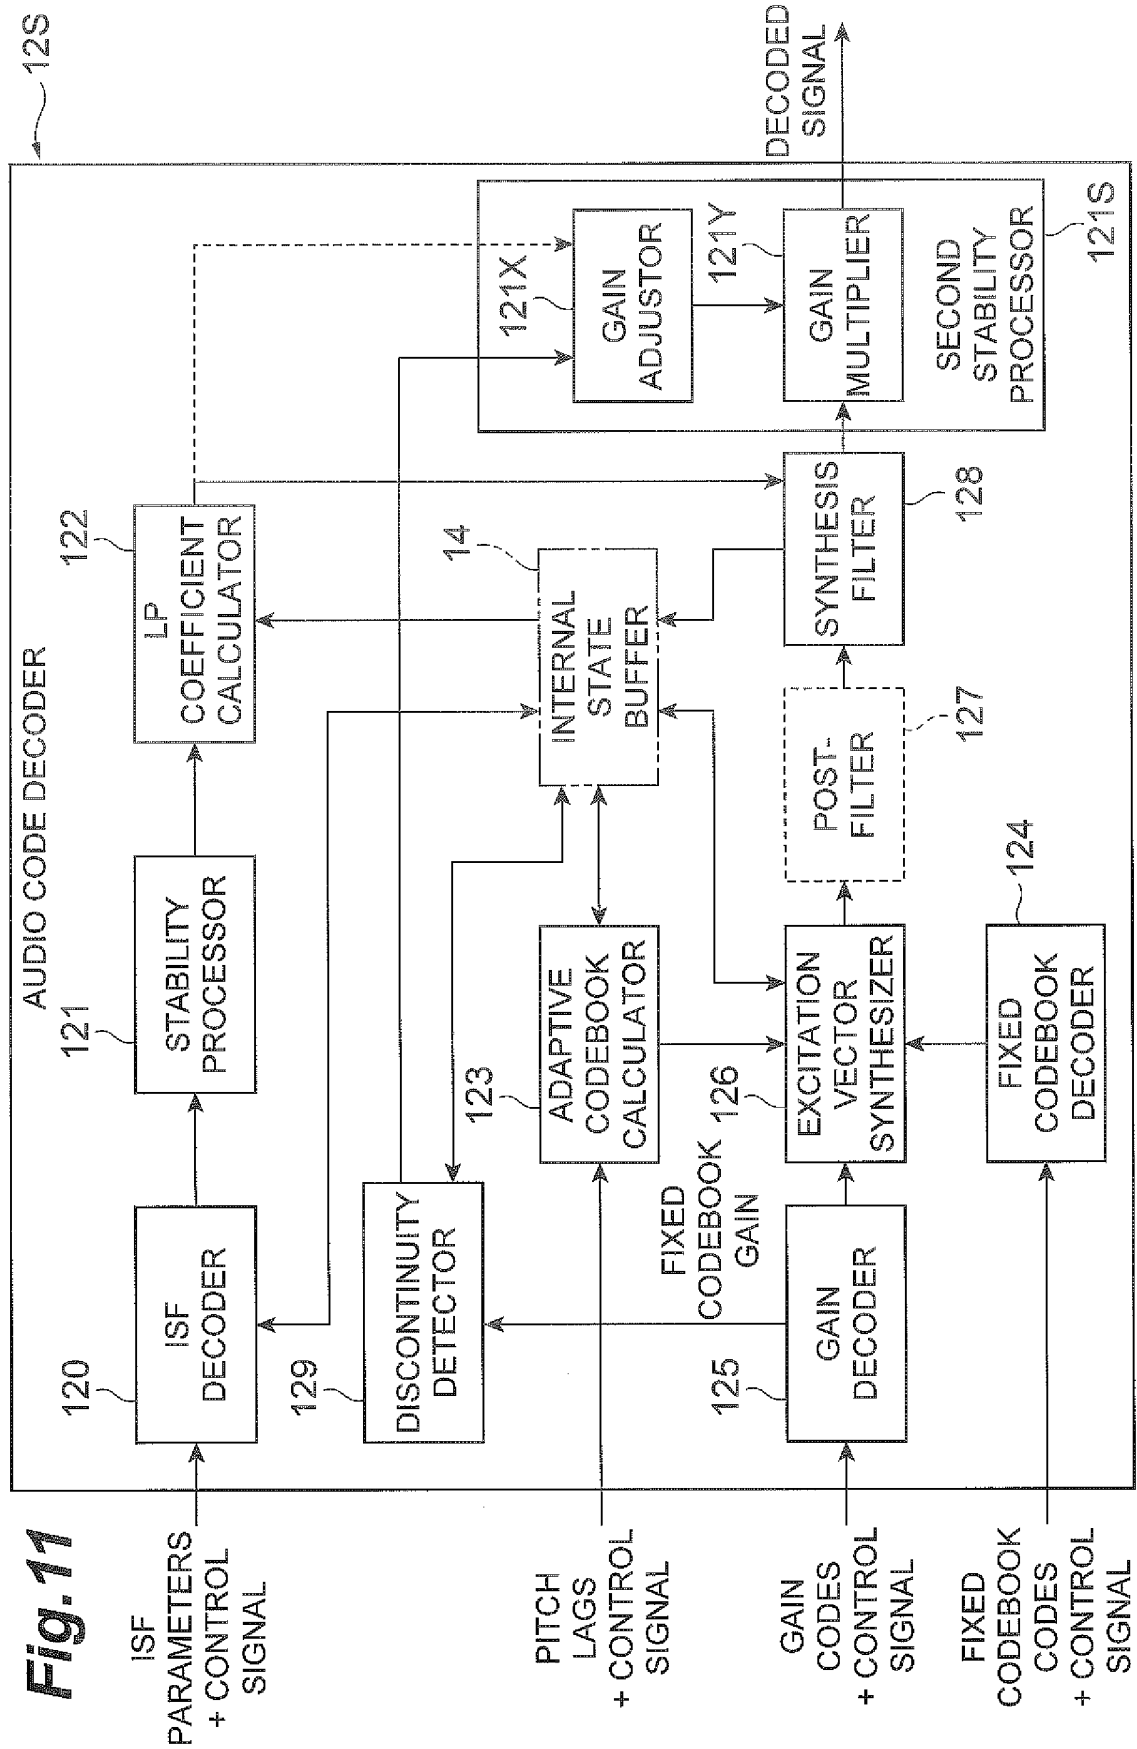 Fig.11
12S
AUDIO CODE DECODER
ISF
PARAMETERS
+ CONTROL
SIGNAL
120
ISF
DECODER
121
STABILITY
PROCESSOR
122
LP
COEFFICIENT
CALCULATOR
129
DISCONTINUITY
DETECTOR
14
INTERNAL
STATE
BUFFER
121X
GAIN
ADJUSTOR
PITCH
LAGS
+ CONTROL
SIGNAL
123
ADAPTIVE
CODEBOOK
CALCULATOR
FIXED
CODEBOOK
GAIN
GAIN
CODES
+ CONTROL
SIGNAL
125
GAIN
DECODER
126
EXCITATION
VECTOR
SYNTHESIZER
POST-
FILTER
127
SYNTHESIS
FILTER
128
121Y
GAIN
MULTIPLIER
DECODED
SIGNAL
SECOND
STABILITY
PROCESSOR
121S
FIXED
CODEBOOK
CODES
+ CONTROL
SIGNAL
FIXED
CODEBOOK
DECODER
124